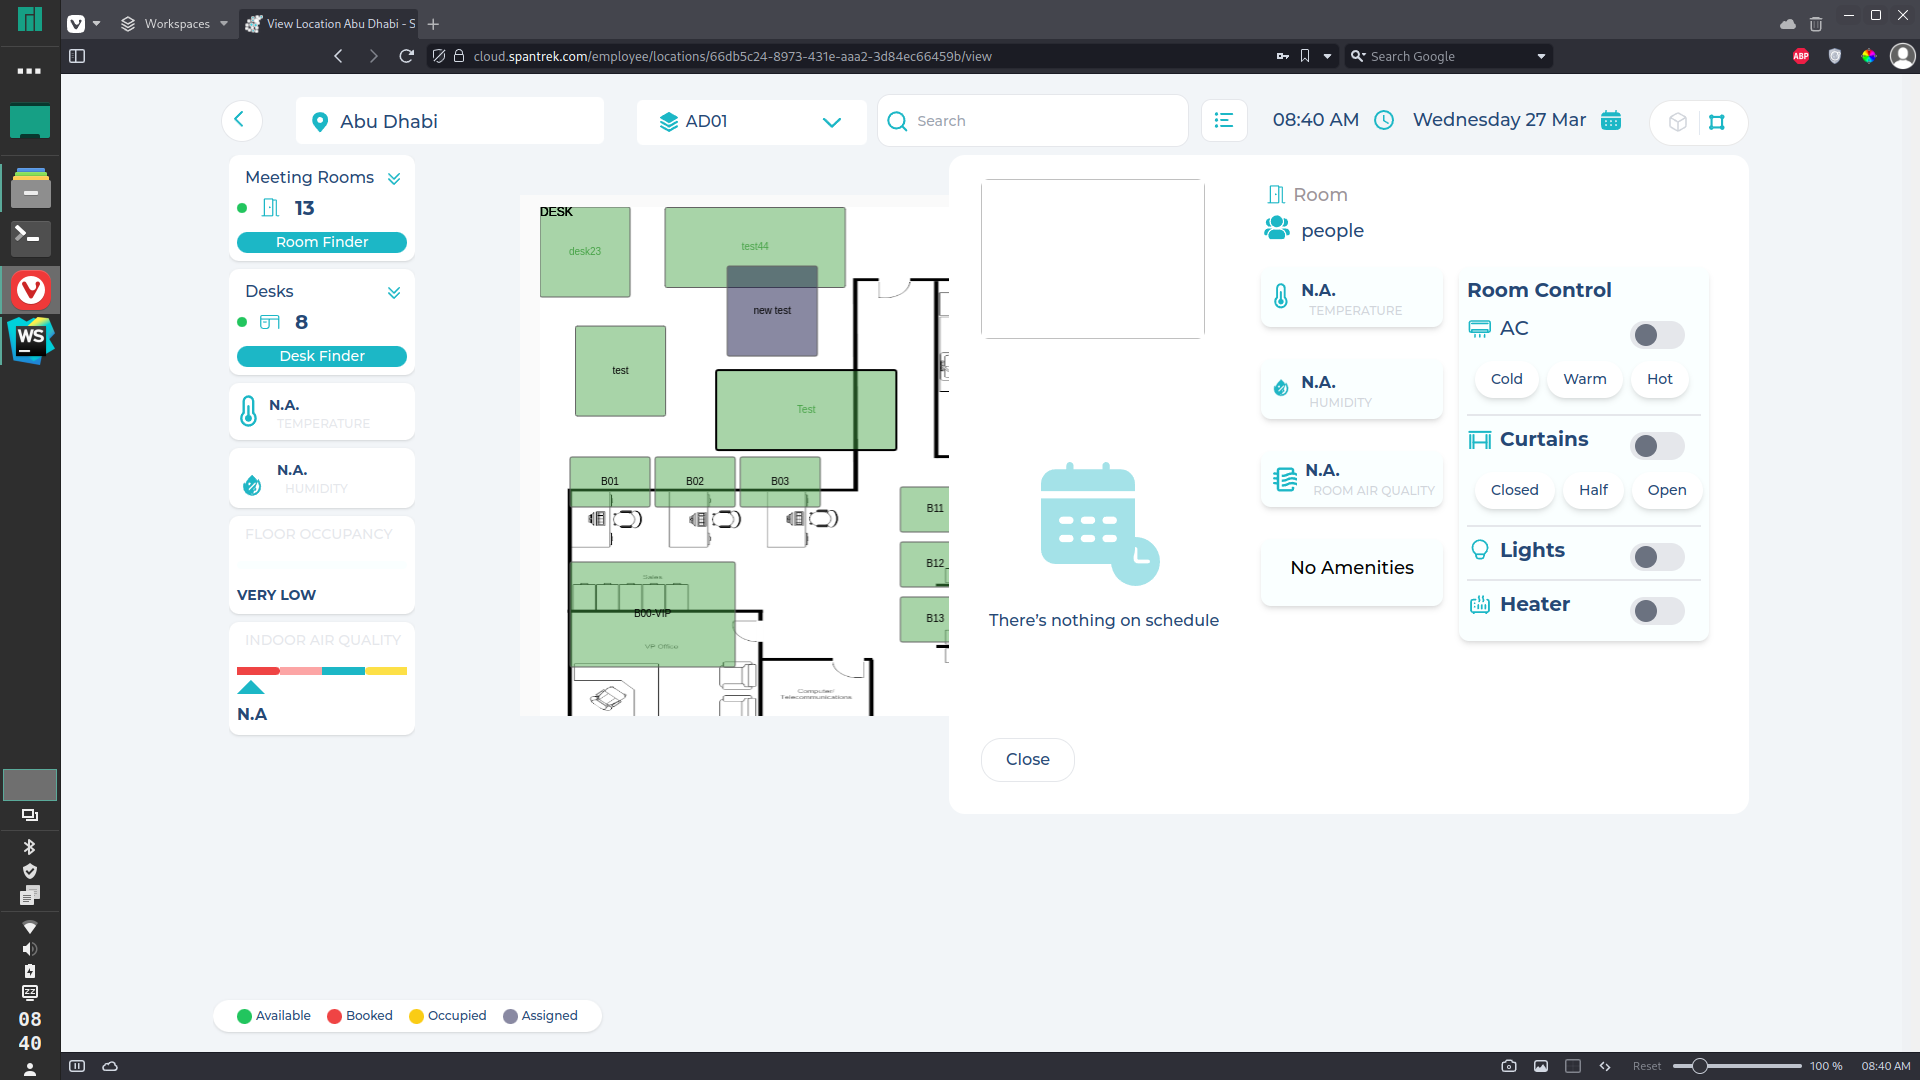 Workspaces
View Location Abu Dhabi - S
cloud.spantrek.com/employee/locations/66db5c24-8973-431e-aaa2-3d84ec66459b/view
Search Google
ABP
WS
Abu Dhabi
AD01
Search
08:40 AM
Wednesday 27 Mar
Meeting Rooms
13
Room Finder
Desks
8
Desk Finder
N.A.
TEMPERATURE
N.A.
HUMIDITY
FLOOR OCCUPANCY
VERY LOW
INDOOR AIR QUALITY
N.A
DESK
desk23
test44
new test
test
Test
B01
B02
B03
B11
B12
B13
Sales
B00-VIP
VP Office
Computer/
Telecommunications
Room
people
N.A.
TEMPERATURE
N.A.
HUMIDITY
N.A.
ROOM AIR QUALITY
No Amenities
Room Control
AC
Cold
Warm
Hot
Curtains
Closed
Half
Open
Lights
Heater
There's nothing on schedule
Close
Available
Booked
Occupied
Assigned
08
40
Reset
100 %
08:40 AM